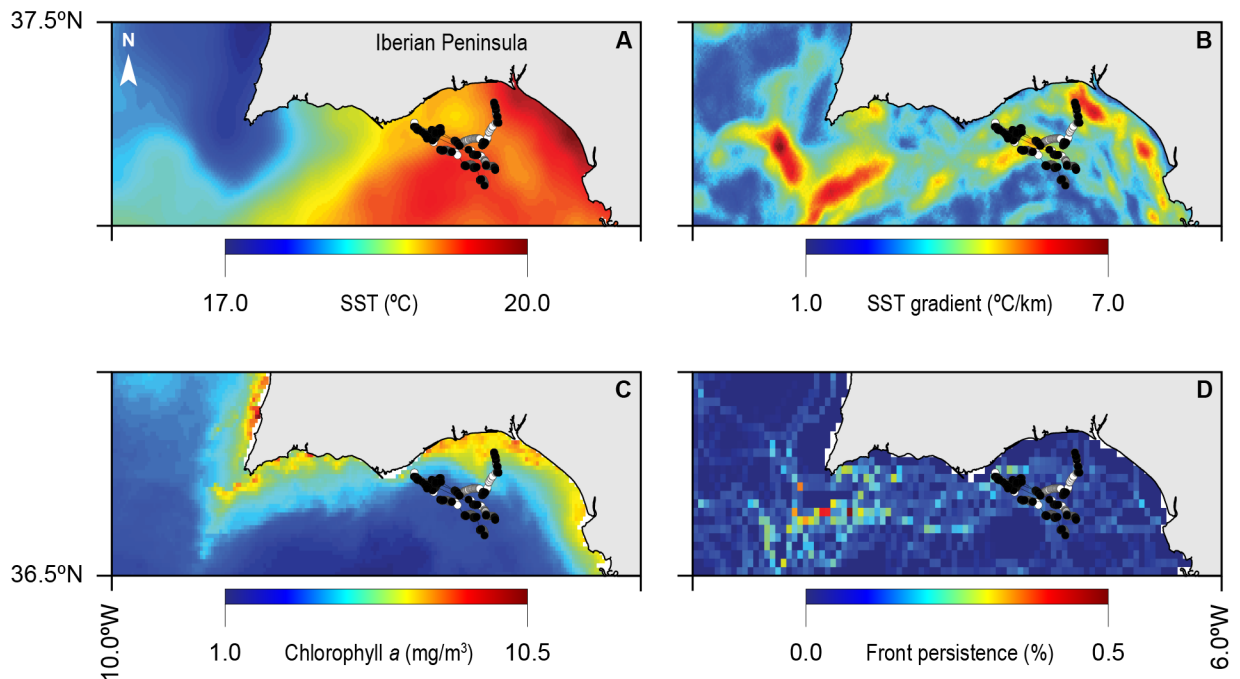 37.5ºN
N
Iberian Peninsula
A
B
17.0 SST (ºC) 20.0
1.0 SST gradient (ºC/km) 7.0
C
D
36.5ºN
10.0ºW
1.0 Chlorophyll a (mg/m³) 10.5
0.0 Front persistence (%) 0.5
6.0ºW